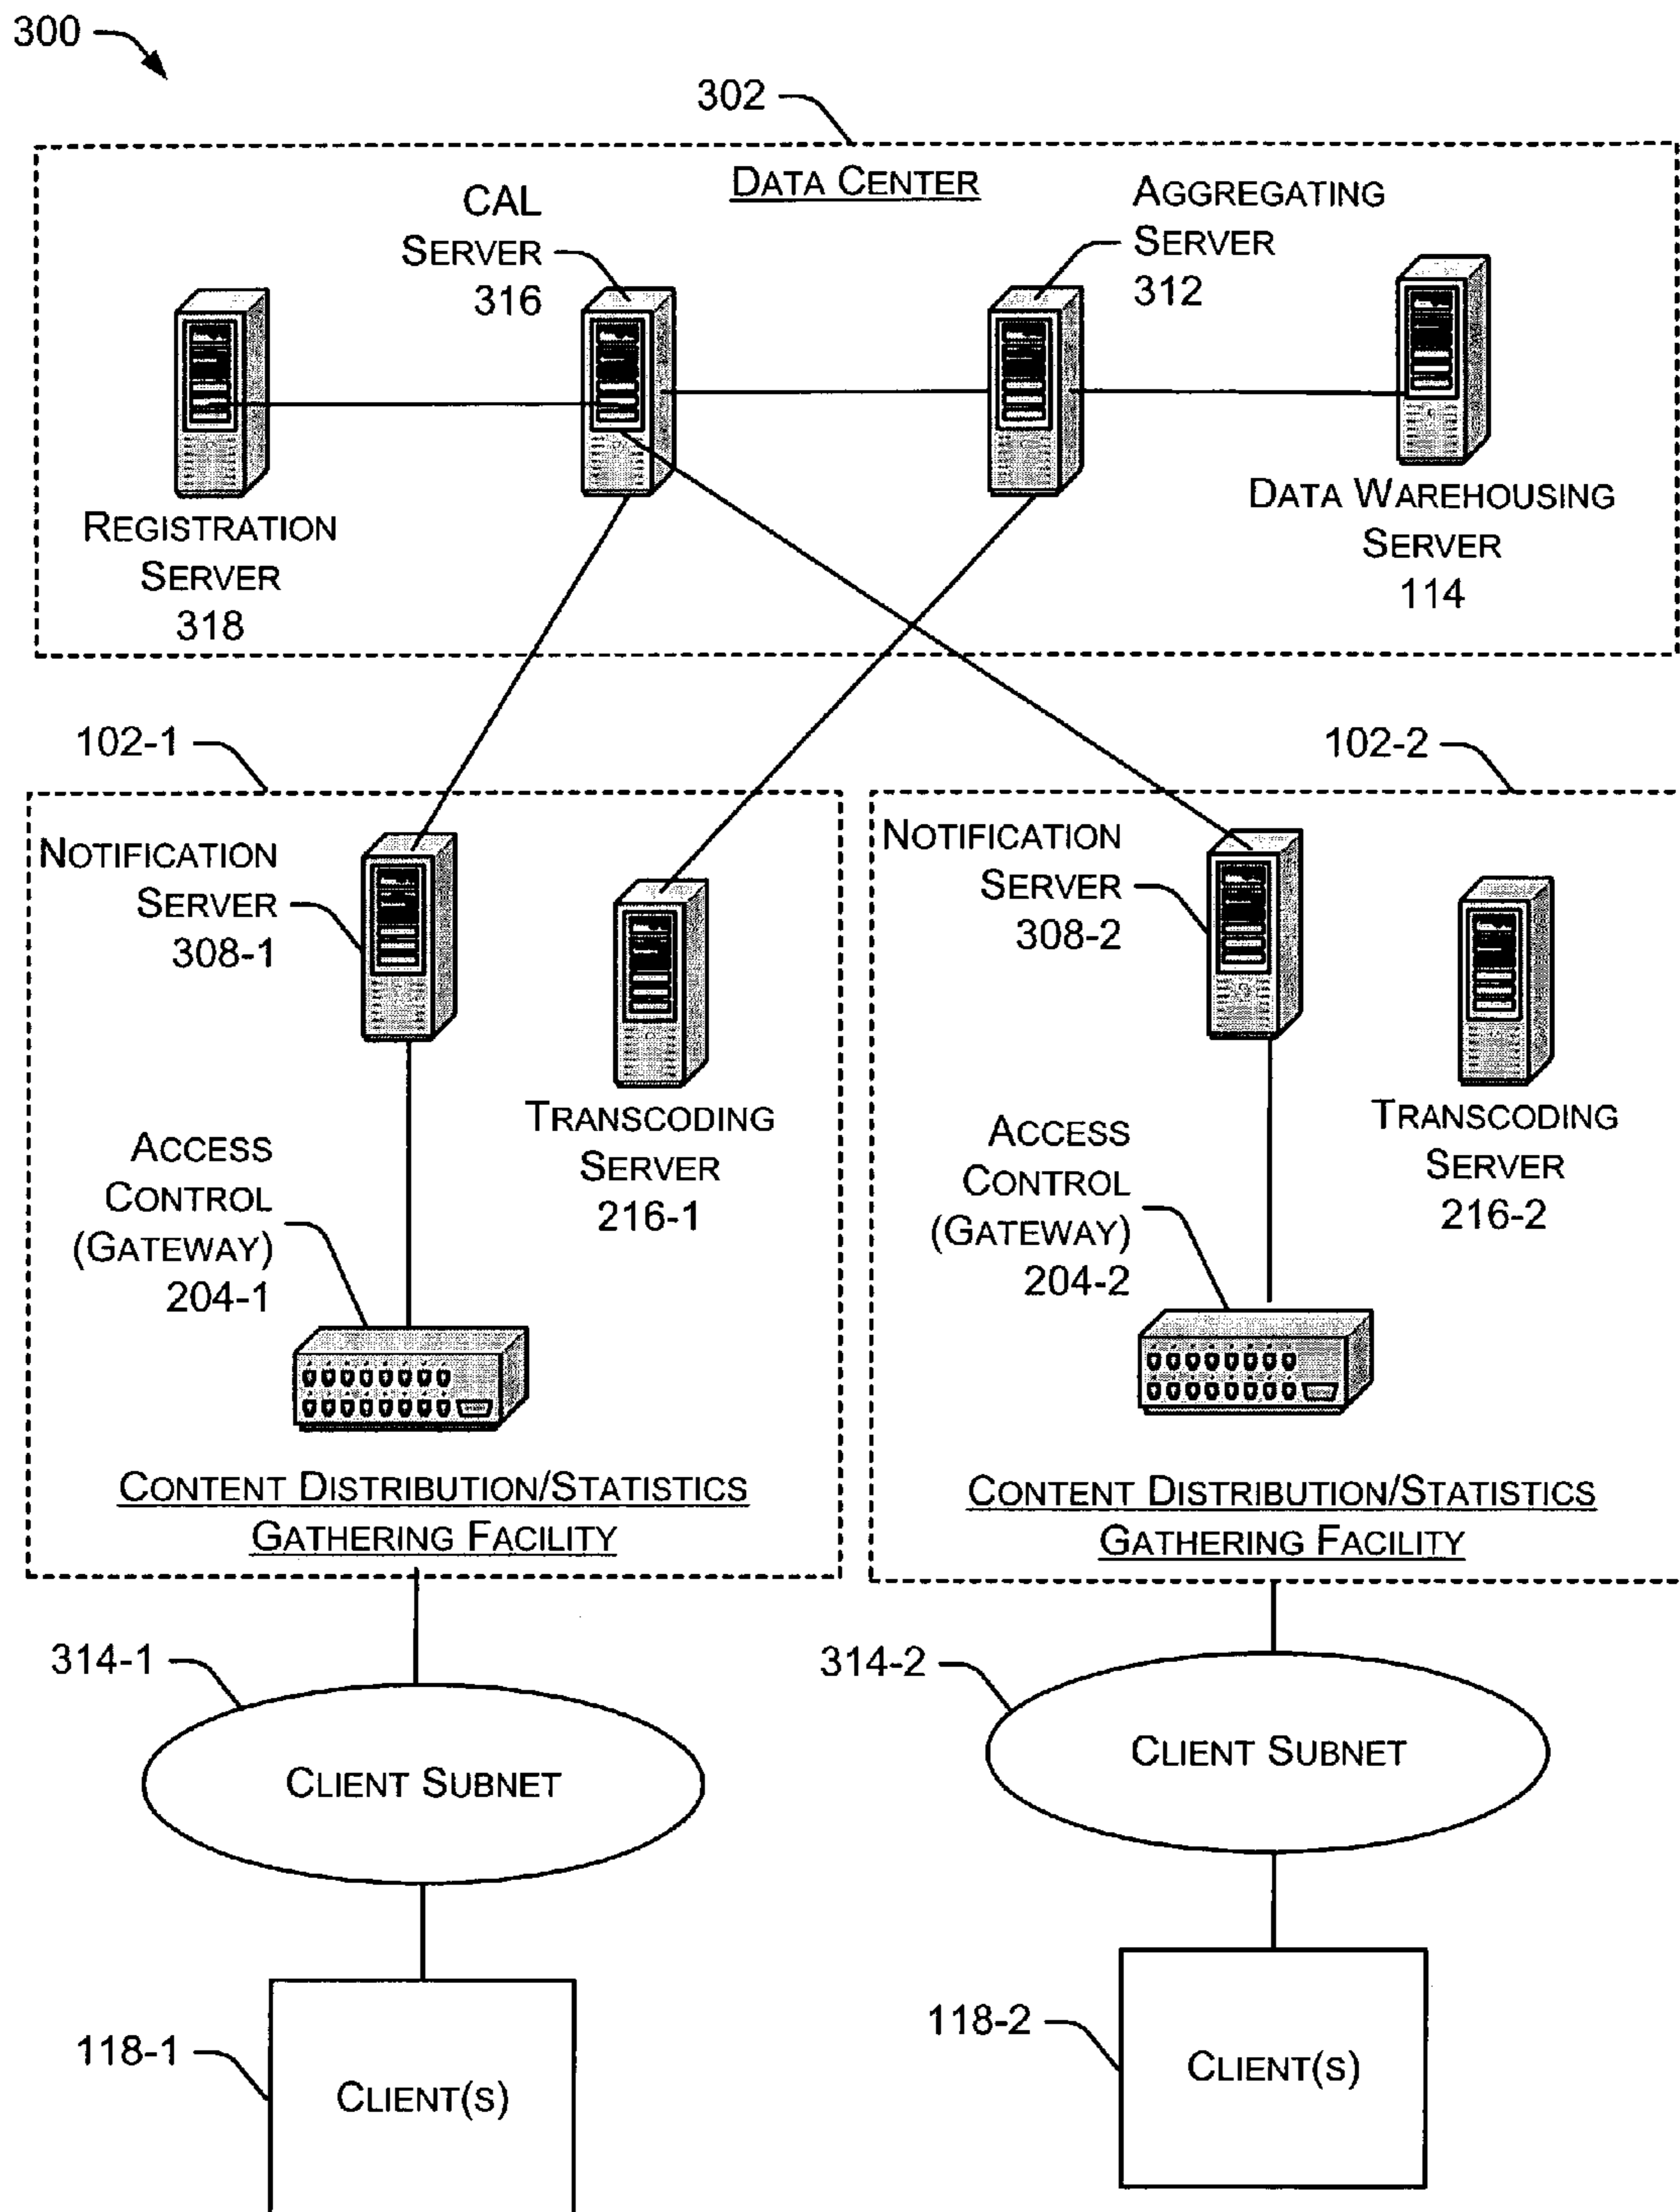 300
302
DATA CENTER
CAL
SERVER
316
AGGREGATING
SERVER
312
REGISTRATION
SERVER
318
DATA WAREHOUSING
SERVER
114
102-1
102-2
NOTIFICATION
SERVER
308-1
TRANSCODING
SERVER
216-1
ACCESS
CONTROL
(GATEWAY)
204-1
CONTENT DISTRIBUTION/STATISTICS
GATHERING FACILITY
NOTIFICATION
SERVER
308-2
TRANSCODING
SERVER
216-2
ACCESS
CONTROL
(GATEWAY)
204-2
CONTENT DISTRIBUTION/STATISTICS
GATHERING FACILITY
314-1
CLIENT SUBNET
314-2
CLIENT SUBNET
118-1
CLIENT(S)
118-2
CLIENT(S)